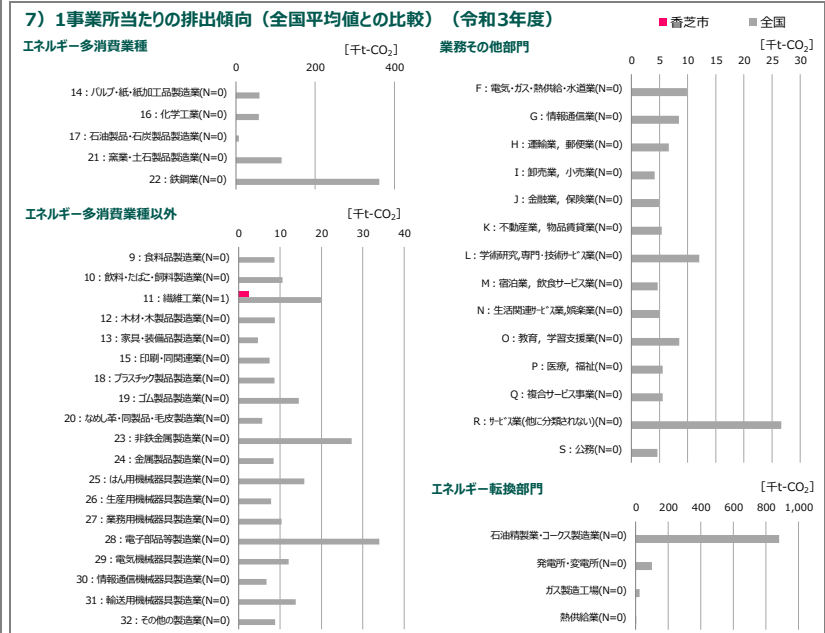 7）1事業所当たりの排出傾向（全国平均値との比較）（令和3年度）
■香芝市 ■全国
エネルギー多消費業種
[千t-CO₂]
0 200 400
14：パルプ・紙・紙加工品製造業(N=0)
16：化学工業(N=0)
17：石油製品・石炭製品製造業(N=0)
21：窯業・土石製品製造業(N=0)
22：鉄鋼業(N=0)
エネルギー多消費業種以外
[千t-CO₂]
0 10 20 30 40
9：食料品製造業(N=0)
10：飲料・たばこ・飼料製造業(N=0)
11：繊維工業(N=1)
12：木材・木製品製造業(N=0)
13：家具・装備品製造業(N=0)
15：印刷・同関連業(N=0)
18：プラスチック製品製造業(N=0)
19：ゴム製品製造業(N=0)
20：なめし革・同製品・毛皮製造業(N=0)
23：非鉄金属製造業(N=0)
24：金属製品製造業(N=0)
25：はん用機械器具製造業(N=0)
26：生産用機械器具製造業(N=0)
27：業務用機械器具製造業(N=0)
28：電子部品等製造業(N=0)
29：電気機械器具製造業(N=0)
30：情報通信機械器具製造業(N=0)
31：輸送用機械器具製造業(N=0)
32：その他の製造業(N=0)
業務その他部門
[千t-CO₂]
0 5 10 15 20 25 30
F：電気・ガス・熱供給・水道業(N=0)
G：情報通信業(N=0)
H：運輸業，郵便業(N=0)
I：卸売業，小売業(N=0)
J：金融業，保険業(N=0)
K：不動産業，物品賃貸業(N=0)
L：学術研究,専門・技術ｻｰﾋﾞｽ業(N=0)
M：宿泊業，飲食サービス業(N=0)
N：生活関連ｻｰﾋﾞｽ業,娯楽業(N=0)
O：教育，学習支援業(N=0)
P：医療，福祉(N=0)
Q：複合サービス事業(N=0)
R：ｻｰﾋﾞｽ業(他に分類されない)(N=0)
S：公務(N=0)
エネルギー転換部門
[千t-CO₂]
0 200 400 600 800 1,000
石油精製業・コークス製造業(N=0)
発電所・変電所(N=0)
ガス製造工場(N=0)
熱供給業(N=0)